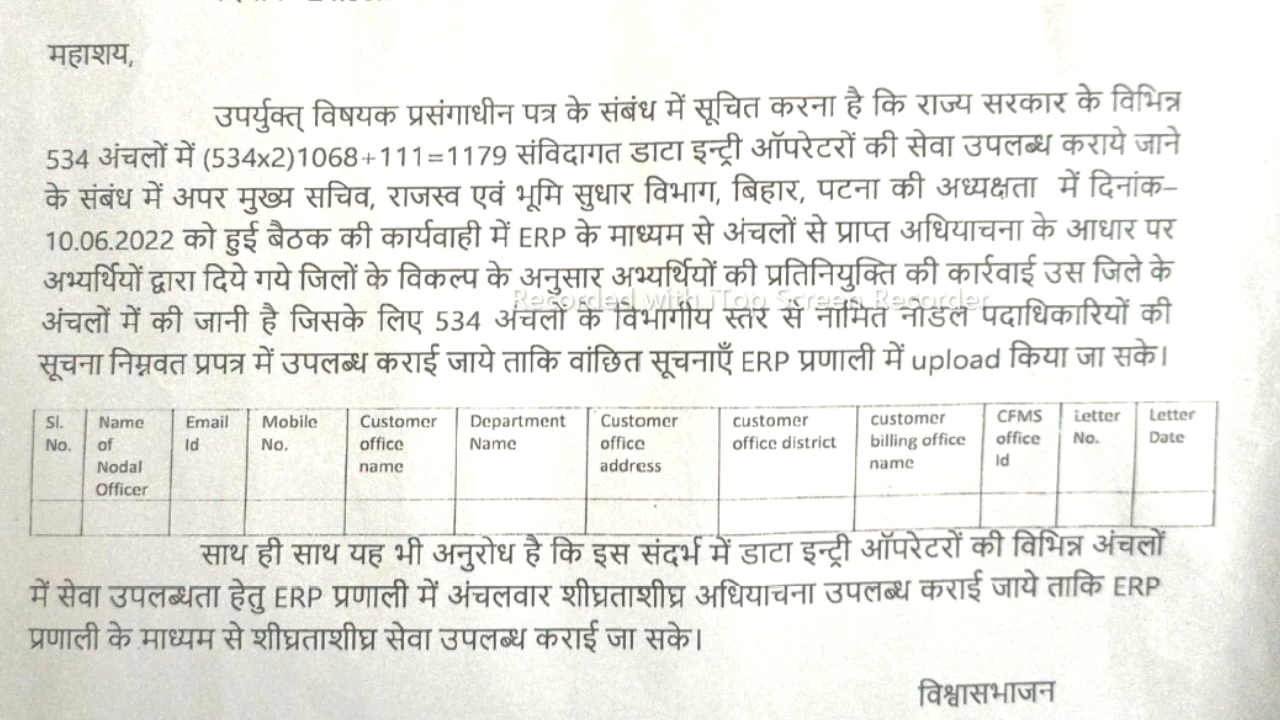 महाशय,
उपर्युक्त् विषयक प्रसंगाधीन पत्र के संबंध में सूचित करना है कि राज्य सरकार के विभिन्न
534 अंचलों में (534x2)1068+111=1179 संविदागत डाटा इन्ट्री ऑपरेटरों की सेवा उपलब्ध कराये जाने
के संबंध में अपर मुख्य सचिव, राजस्व एवं भूमि सुधार विभाग, बिहार, पटना की अध्यक्षता में दिनांक–
10.06.2022 को हुई बैठक की कार्यवाही में ERP के माध्यम से अंचलों से प्राप्त अधियाचना के आधार पर
अभ्यर्थियों द्वारा दिये गये जिलों के विकल्प के अनुसार अभ्यर्थियों की प्रतिनियुक्ति की कार्रवाई उस जिले के
Recorded with iTop Screen Recorder
अंचलों में की जानी है जिसके लिए 534 अंचलों के विभागीय स्तर से नामित नोडल पदाधिकारियों की
सूचना निम्नवत प्रपत्र में उपलब्ध कराई जाये ताकि वांछित सूचनाएँ ERP प्रणाली में upload किया जा सके।
Sl. Name Email Mobile Customer Department Customer customer customer CFMS Letter Letter
No. of Id No. office Name office office district billing office office No. Date
Nodal name address name Id
Officer
साथ ही साथ यह भी अनुरोध है कि इस संदर्भ में डाटा इन्ट्री ऑपरेटरों की विभिन्न अंचलों
में सेवा उपलब्धता हेतु ERP प्रणाली में अंचलवार शीघ्रताशीघ्र अधियाचना उपलब्ध कराई जाये ताकि ERP
प्रणाली के माध्यम से शीघ्रताशीघ्र सेवा उपलब्ध कराई जा सके।
विश्वासभाजन